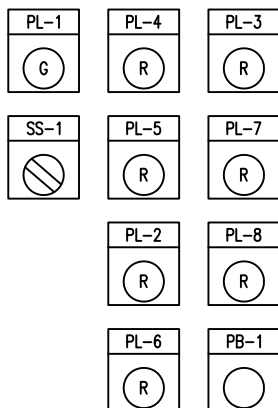 PL-1 PL-4 PL-3
G R R
SS-1 PL-5 PL-7
R R
PL-2 PL-8
R R
PL-6 PB-1
R